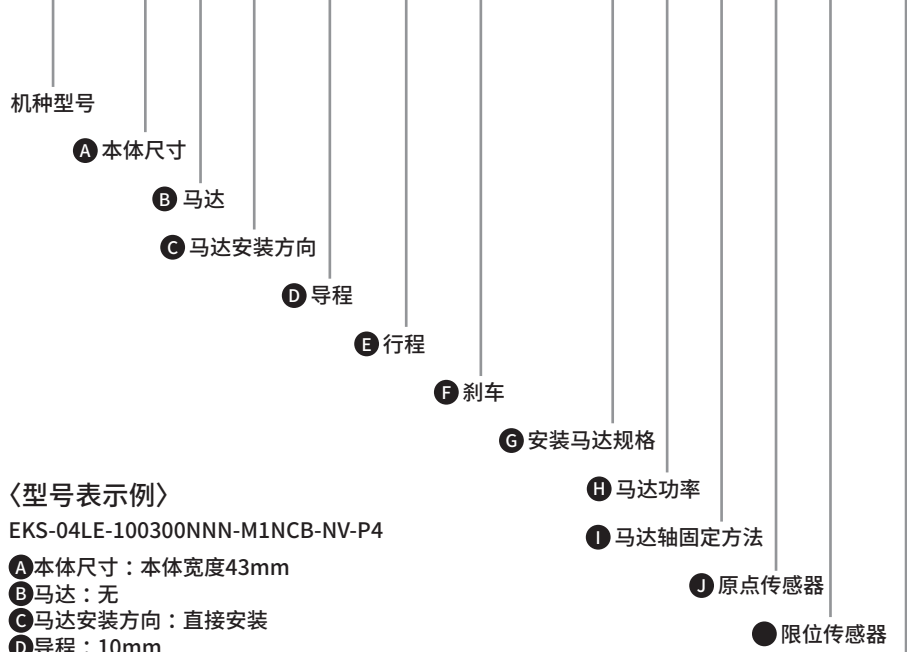 机种型号
A 本体尺寸
B 马达
C 马达安装方向
D 导程
E 行程
F 刹车
G 安装马达规格
H 马达功率
I 马达轴固定方法
J 原点传感器
限位传感器
〈型号表示例〉
EKS-04LE-100300NNN-M1NCB-NV-P4
A本体尺寸：本体宽度43mm
B马达：无
C马达安装方向：直接安装
D导程：10mm